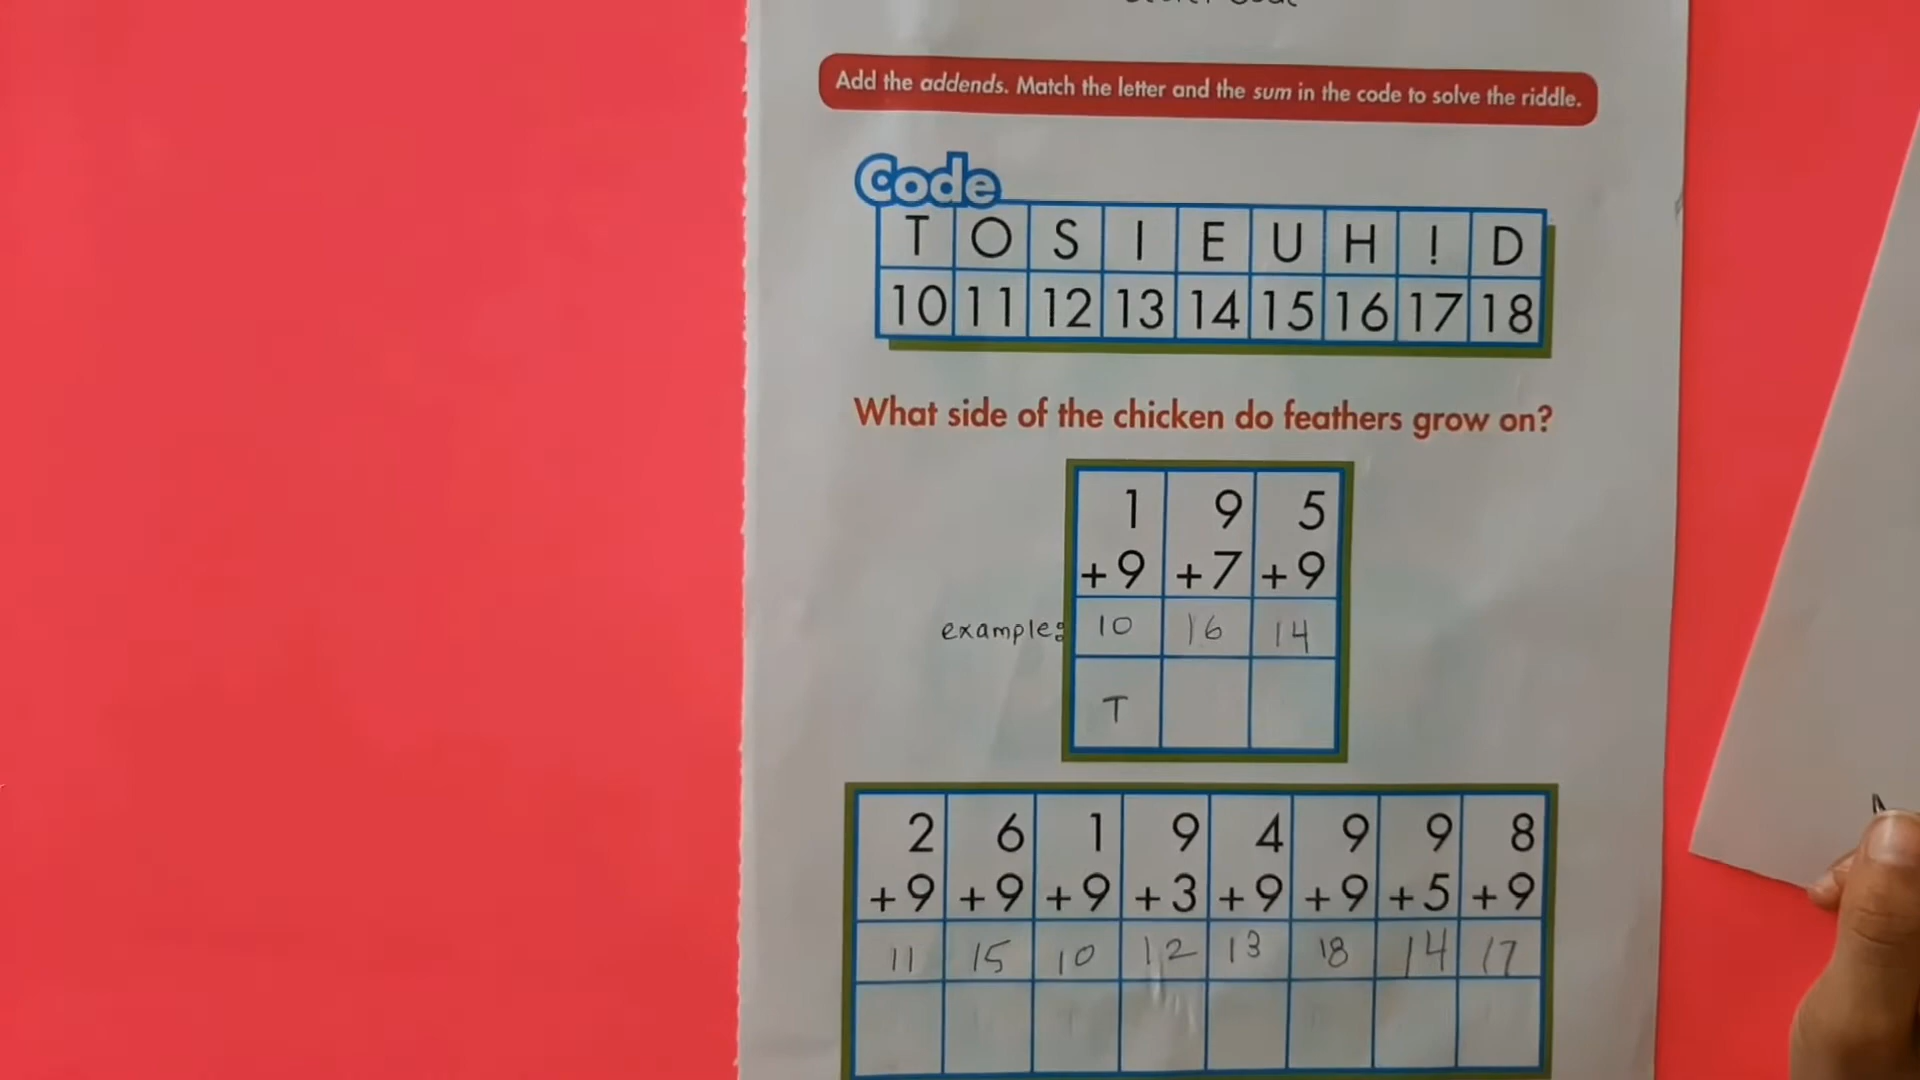 Add the addends. Match the letter and the sum in the code to solve the riddle.
Code
T O S I E U H ! D
10 11 12 13 14 15 16 17 18
What side of the chicken do feathers grow on?
1 9 5
+9 +7 +9
example: 10 16 14
T
2 6 1 9 4 9 9 8
+9 +9 +9 +3 +9 +9 +5 +9
11 15 10 12 13 18 14 17